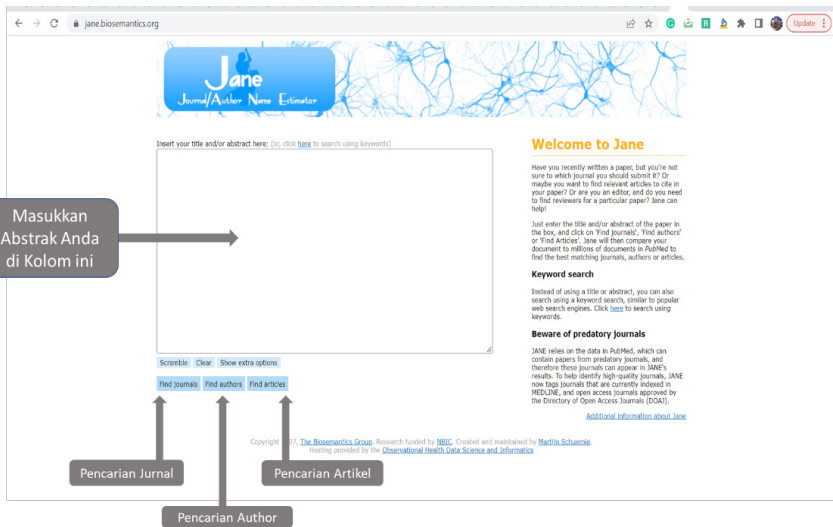 jane.biosemantics.org
Update
Jane
Journal/Author Name Estimator
Insert your title and/or abstract here: (or, click here to search using keywords)
Masukkan
Abstrak Anda
di Kolom ini
Scramble Clear Show extra options
Find journals Find authors Find articles
Welcome to Jane
Have you recently written a paper, but you're not
sure to which journal you should submit it? Or
maybe you want to find relevant articles to cite in
your paper? Or are you an editor, and do you need
to find reviewers for a particular paper? Jane can
help!
Just enter the title and/or abstract of the paper in
the box, and click on 'Find journals', 'Find authors'
or 'Find Articles'. Jane will then compare your
document to millions of documents in PubMed to
find the best matching journals, authors or articles.
Keyword search
Instead of using a title or abstract, you can also
search using a keyword search, similar to popular
web search engines. Click here to search using
keywords.
Beware of predatory journals
JANE relies on the data in PubMed, which can
contain papers from predatory journals, and
therefore these journals can appear in JANE's
results. To help identify high-quality journals, JANE
now tags journals that are currently indexed in
MEDLINE, and open access journals approved by
the Directory of Open Access Journals (DOAJ).
Additional information about Jane
Copyright 07, The Biosemantics Group. Research funded by NBIC. Created and maintained by Martijn Schuemie.
Hosting provided by the Observational Health Data Science and Informatics
Pencarian Jurnal
Pencarian Artikel
Pencarian Author